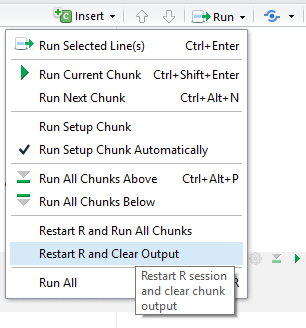 Insert Run
Run Selected Line(s) Ctrl+Enter
Run Current Chunk Ctrl+Shift+Enter
Run Next Chunk Ctrl+Alt+N
Run Setup Chunk
Run Setup Chunk Automatically
Run All Chunks Above Ctrl+Alt+P
Run All Chunks Below
Restart R and Run All Chunks
Restart R and Clear Output
Run All R
Restart R session
and clear chunk
output